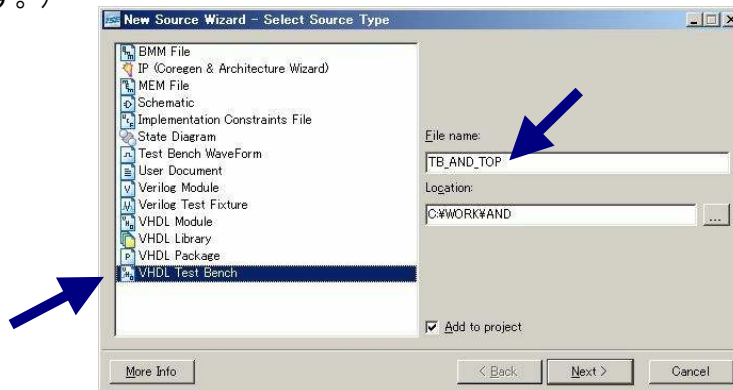 す。)
New Source Wizard - Select Source Type
BMM File
IP (Coregen & Architecture Wizard)
MEM File
Schematic
Implementation Constraints File
State Diagram
Test Bench WaveForm
User Document
Verilog Module
Verilog Test Fixture
VHDL Module
VHDL Library
VHDL Package
VHDL Test Bench
File name:
TB_AND_TOP
Location:
C:¥WORK¥AND
...
Add to project
More Info
< Back
Next >
Cancel